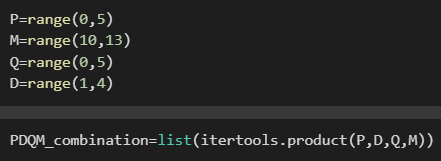 P=range(0,5)
M=range(10,13)
Q=range(0,5)
D=range(1,4)
PDQM_combination=list(itertools.product(P,D,Q,M))